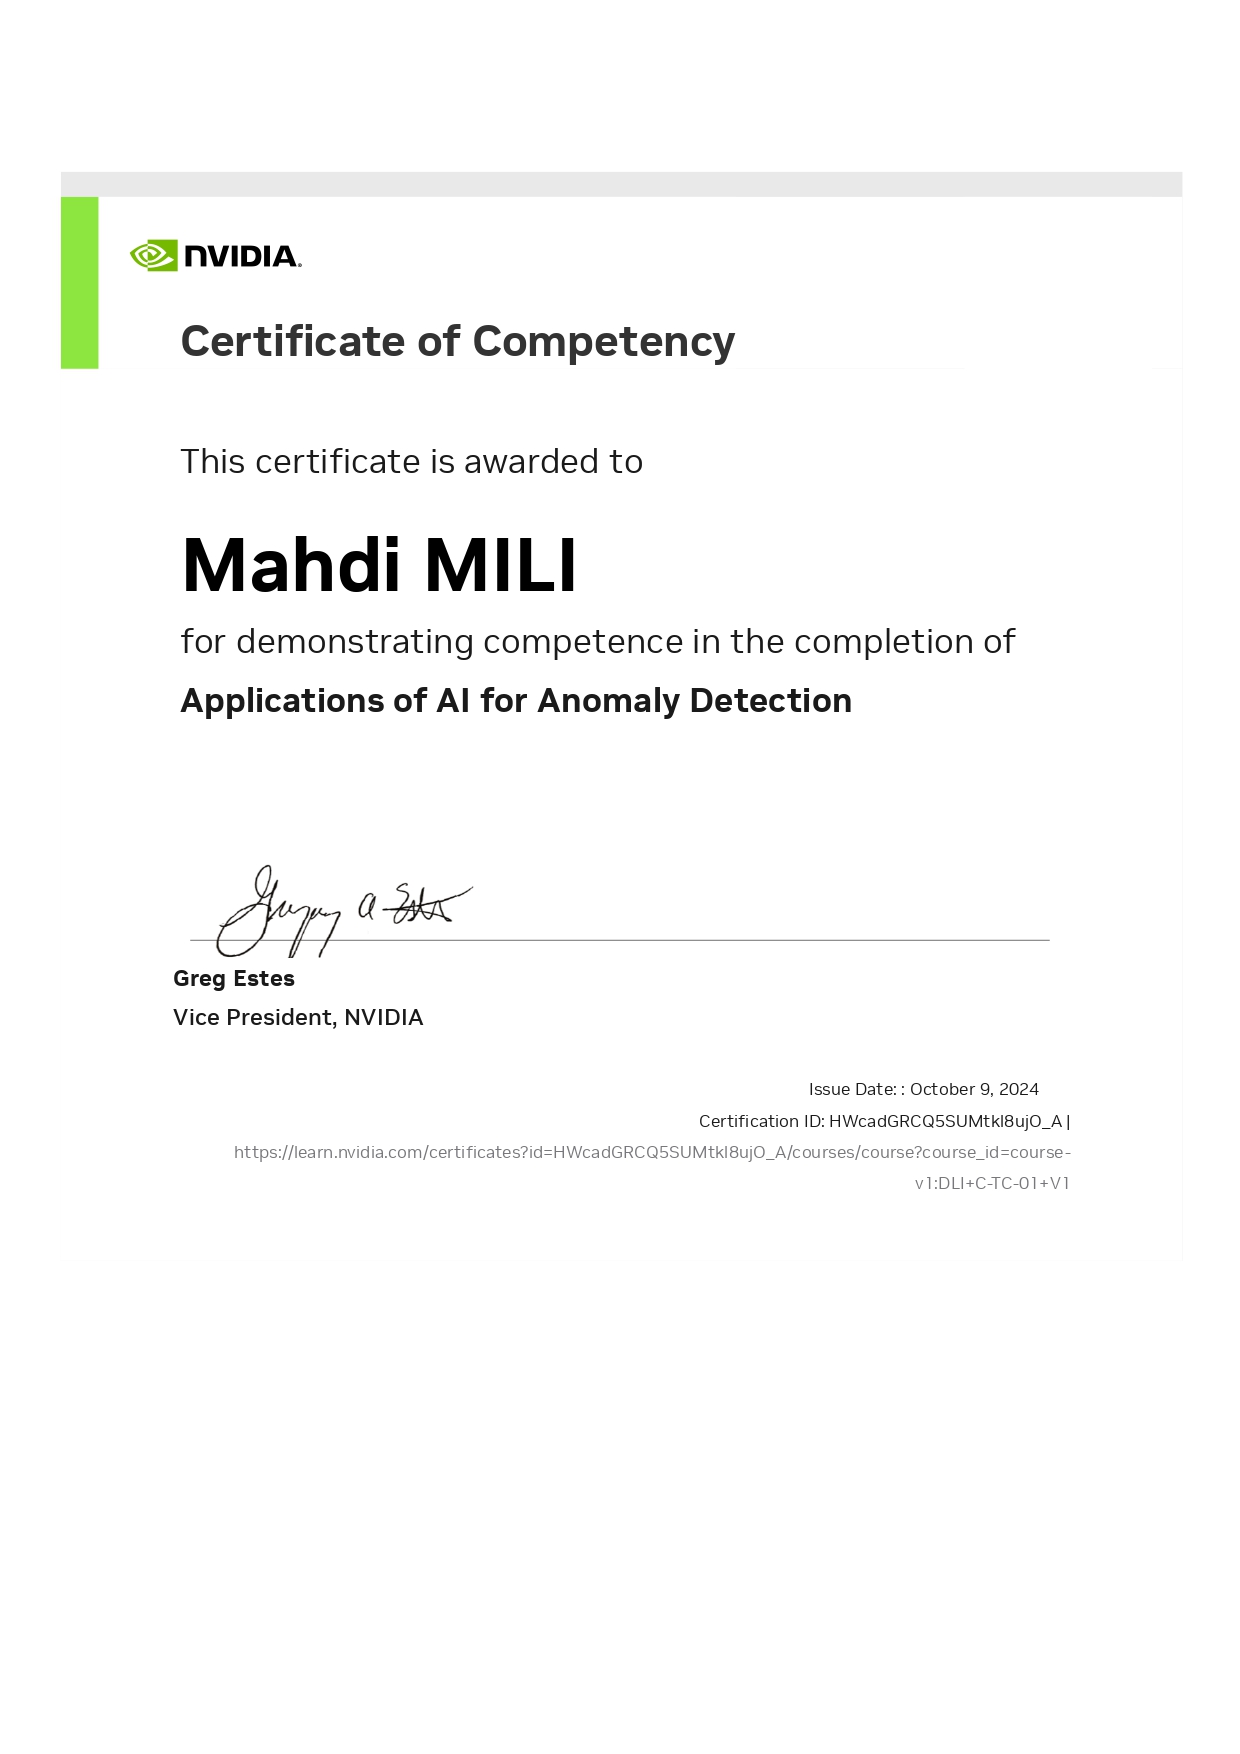 NVIDIA®
Certificate of Competency
This certificate is awarded to
Mahdi MILI
for demonstrating competence in the completion of
Applications of AI for Anomaly Detection
Gregory A Estes
Greg Estes
Vice President, NVIDIA
Issue Date: : October 9, 2024
Certification ID: HWcadGRCQ5SUMtkI8ujO_A |
https://learn.nvidia.com/certificates?id=HWcadGRCQ5SUMtkI8ujO_A/courses/course?course_id=course-
v1:DLI+C-TC-01+V1